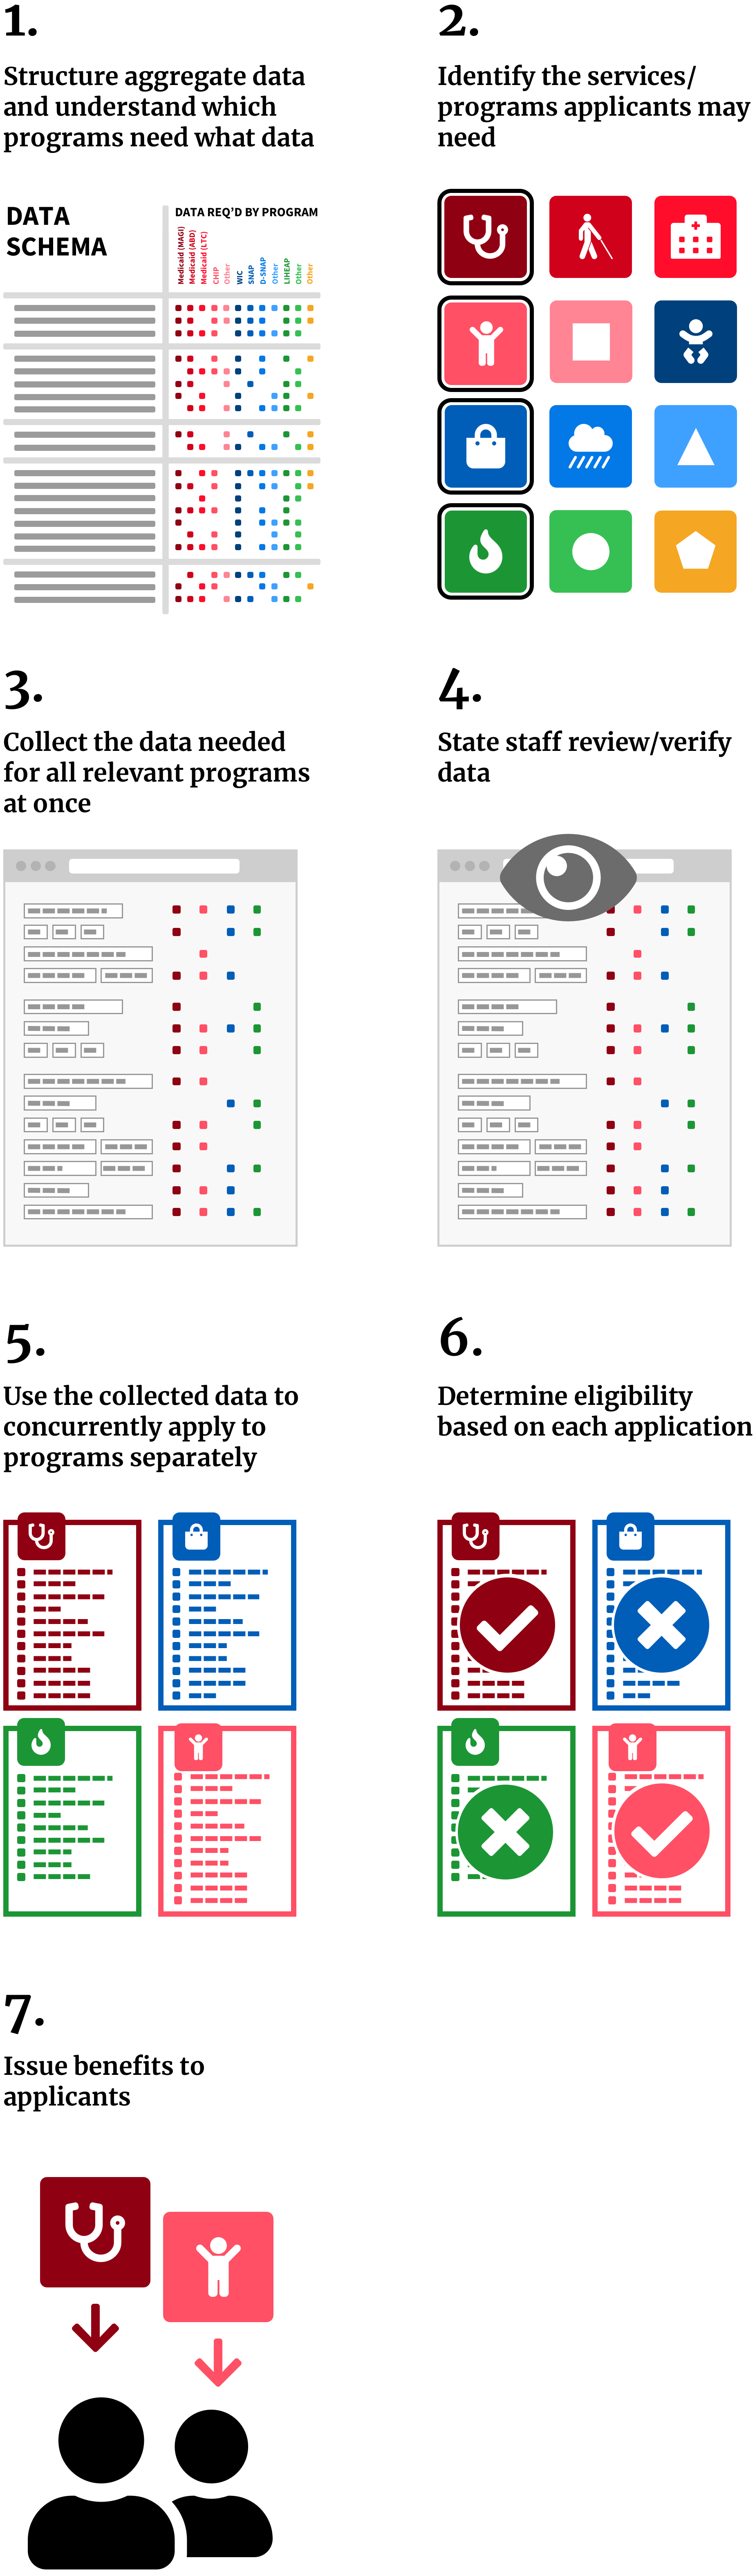 1.
Structure aggregate data
and understand which
programs need what data
DATA
SCHEMA
DATA REQ’D BY PROGRAM
Medicaid (MAGI)
Medicaid (ABD)
Medicaid (LTC)
CHIP
Other
WIC
SNAP
D-SNAP
Other
LIHEAP
Other
Other
2.
Identify the services/
programs applicants may
need
3.
Collect the data needed
for all relevant programs
at once
4.
State staff review/verify
data
5.
Use the collected data to
concurrently apply to
programs separately
6.
Determine eligibility
based on each application
7.
Issue benefits to
applicants